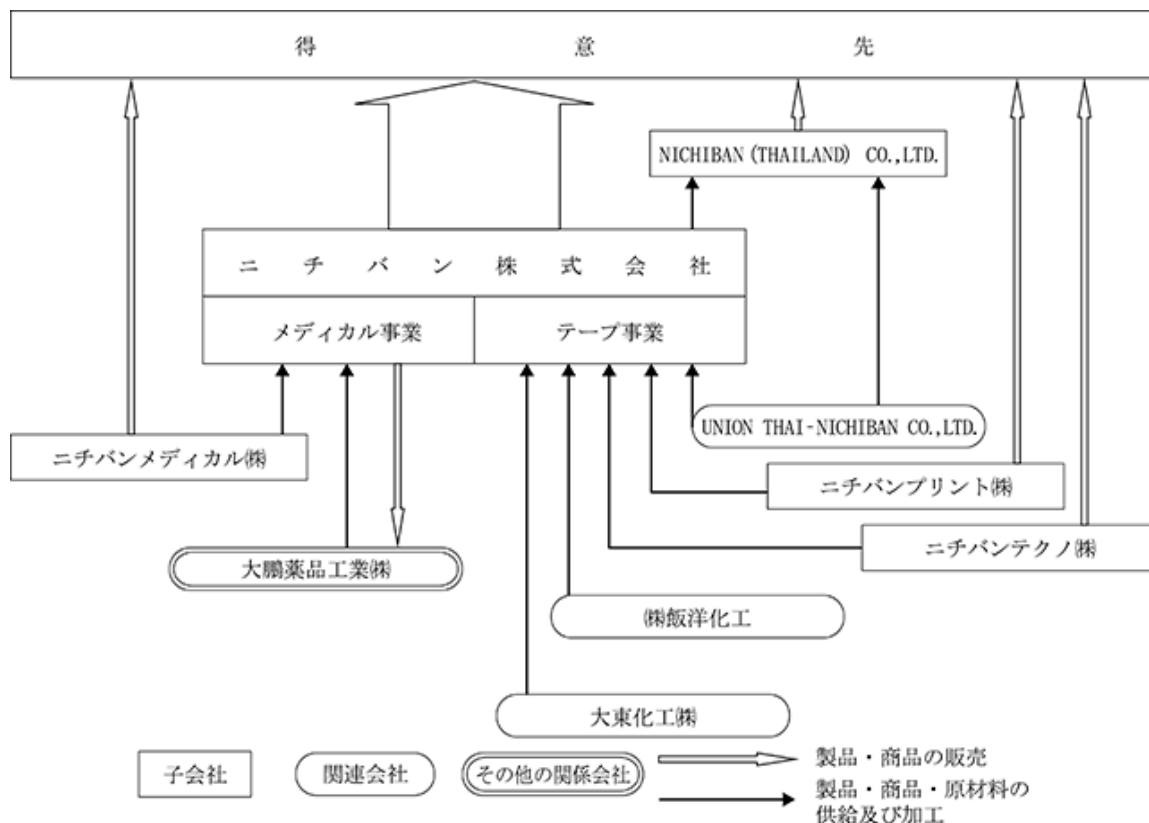 得意先
NICHIBAN (THAILAND) CO.,LTD.
ニチバン株式会社
メディカル事業
テープ事業
UNION THAI-NICHIBAN CO.,LTD.
ニチバンメディカル㈱
ニチバンプリント㈱
ニチバンテクノ㈱
大鵬薬品工業㈱
㈱飯洋化工
大東化工㈱
子会社
関連会社
その他の関係会社
製品・商品の販売
製品・商品・原材料の
供給及び加工